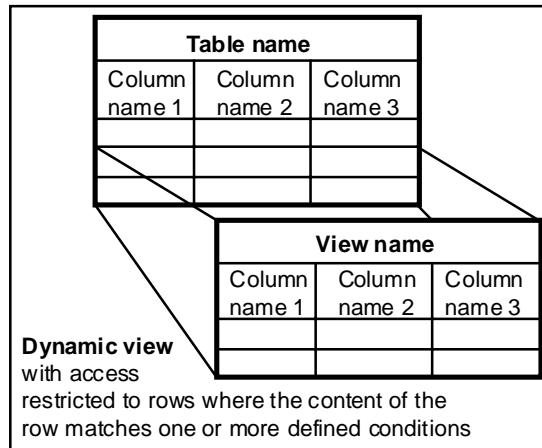 Table name
Column Column Column
name 1 name 2 name 3
View name
Column Column Column
name 1 name 2 name 3
Dynamic view
with access
restricted to rows where the content of the
row matches one or more defined conditions